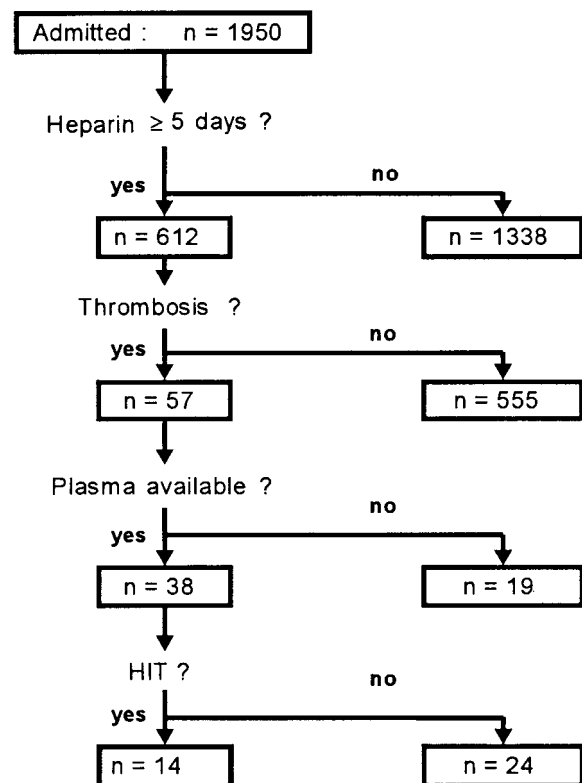 Admitted : n = 1950
Heparin ≥ 5 days ?
yes no
n = 612 n = 1338
Thrombosis ?
yes no
n = 57 n = 555
Plasma available ?
no
yes
n = 38 n = 19
HIT ?
no
yes
n = 14 n = 24